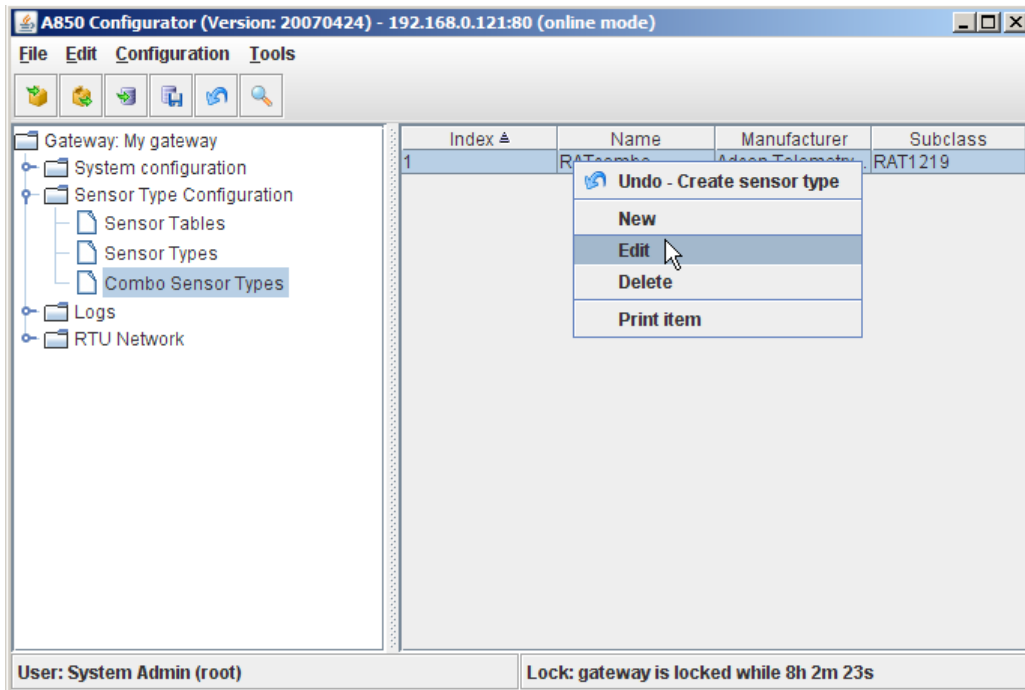 A850 Configurator (Version: 20070424) - 192.168.0.121:80 (online mode)
File Edit Configuration Tools
Gateway: My gateway
System configuration
Sensor Type Configuration
Sensor Tables
Sensor Types
Combo Sensor Types
Logs
RTU Network
Index Name Manufacturer Subclass
1 RATcombo Adcon Telemetry... RAT1219
Undo - Create sensor type
New
Edit
Delete
Print item
User: System Admin (root)
Lock: gateway is locked while 8h 2m 23s